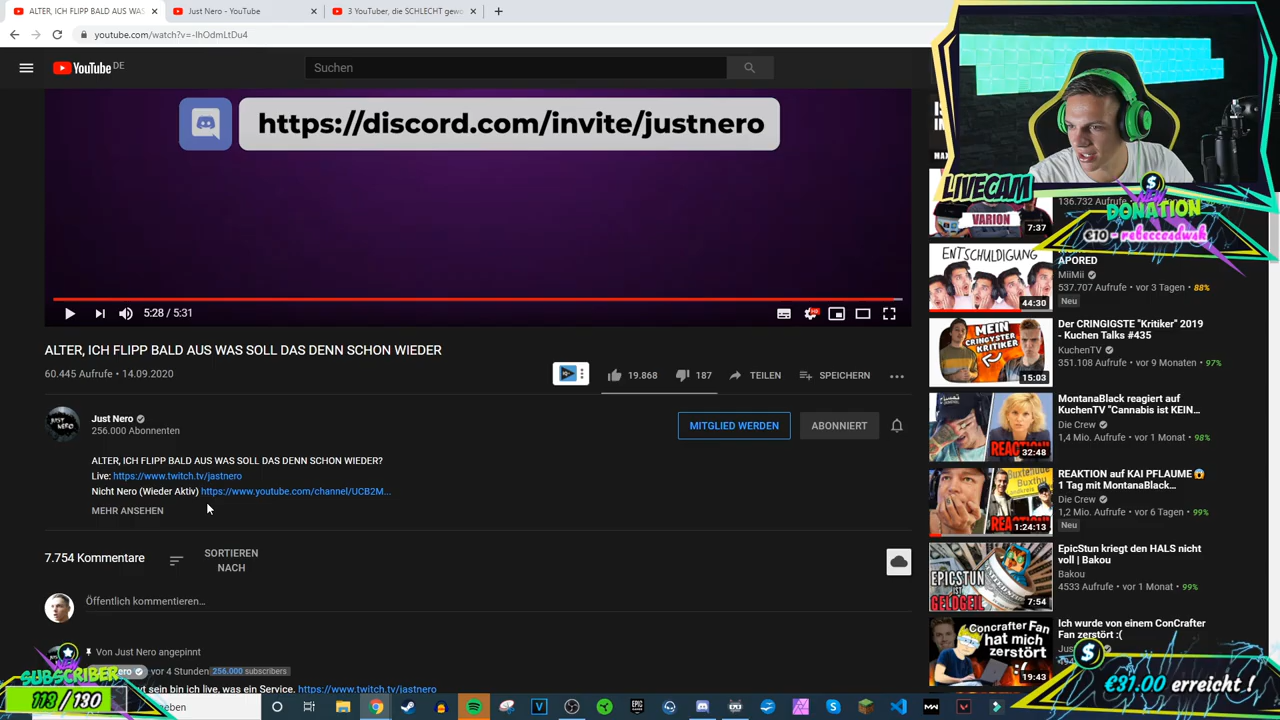 ALTER, ICH FLIPP BALD AUS WAS
Just Nero - YouTube
3 YouTuber, die SCHLECHT gewo
youtube.com/watch?v=-IhOdmLtDu4
YouTube DE
Suchen
https://discord.com/invite/justnero
5:28 / 5:31
ALTER, ICH FLIPP BALD AUS WAS SOLL DAS DENN SCHON WIEDER
60.445 Aufrufe • 14.09.2020
19.868
187
TEILEN
SPEICHERN
Just Nero
256.000 Abonnenten
MITGLIED WERDEN
ABONNIERT
ALTER, ICH FLIPP BALD AUS WAS SOLL DAS DENN SCHON WIEDER?
Live: https://www.twitch.tv/jastnero
Nicht Nero (Wieder Aktiv) https://www.youtube.com/channel/UCB2M...
MEHR ANSEHEN
7.754 Kommentare
SORTIEREN
NACH
Öffentlich kommentieren...
Von Just Nero angepinnt
vor 4 Stunden 256.000 subscribers
sein bin ich live, was ein Service. https://www.twitch.tv/jastnero
NEW
SUBSCRIBER
113 / 130
LIVECAM
NEW
DONATION
€10 - rebeccasdwsk
VARION
7:37
136.732 Aufrufe
ENTSCHULDIGUNG
44:30
APORED
MiiMii
537.707 Aufrufe • vor 3 Tagen 88%
Neu
MEIN
CRINGYSTER
KRITIKER
15:03
Der CRINGIGSTE "Kritiker" 2019
- Kuchen Talks #435
KuchenTV
351.108 Aufrufe • vor 9 Monaten 97%
REACTION!
32:48
MontanaBlack reagiert auf
KuchenTV "Cannabis ist KEIN...
Die Crew
1,4 Mio. Aufrufe • vor 1 Monat 98%
Buxtehude
REACTION!
1:24:13
REAKTION auf KAI PFLAUME
1 Tag mit MontanaBlack...
Die Crew
1,2 Mio. Aufrufe • vor 6 Tagen 99%
Neu
EPICSTUN
IST
GELDGEIL
7:54
EpicStun kriegt den HALS nicht
voll | Bakou
Bakou
4533 Aufrufe • vor 1 Monat 99%
ConCrafter Fan
hat mich
zerstört
:(
19:43
Ich wurde von einem ConCrafter
Fan zerstört :(
€31.00 erreicht !